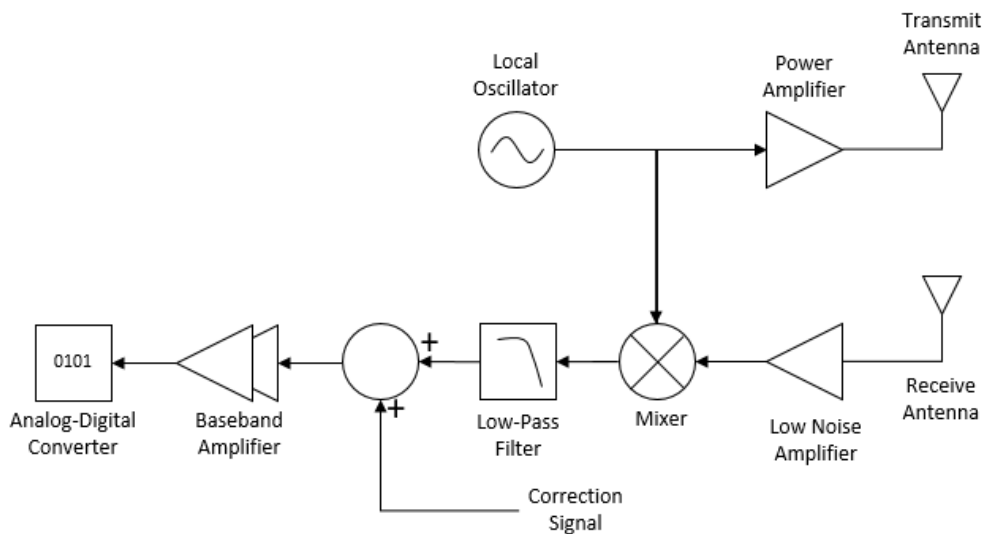 Transmit
Antenna
Local
Oscillator
Power
Amplifier
+
0101
+
Analog-Digital
Converter
Baseband
Amplifier
Low-Pass
Filter
Mixer
Low Noise
Amplifier
Receive
Antenna
Correction
Signal